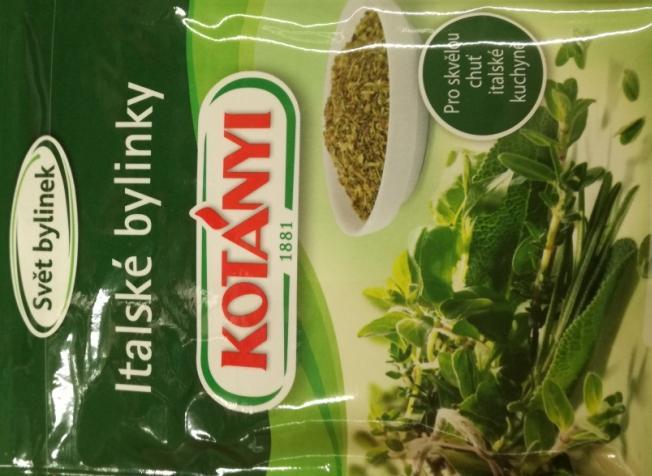 Svět bylinek
Italské bylinky
KOTÁNYI
1881
Pro skvělou
chuť
italské
kuchyně